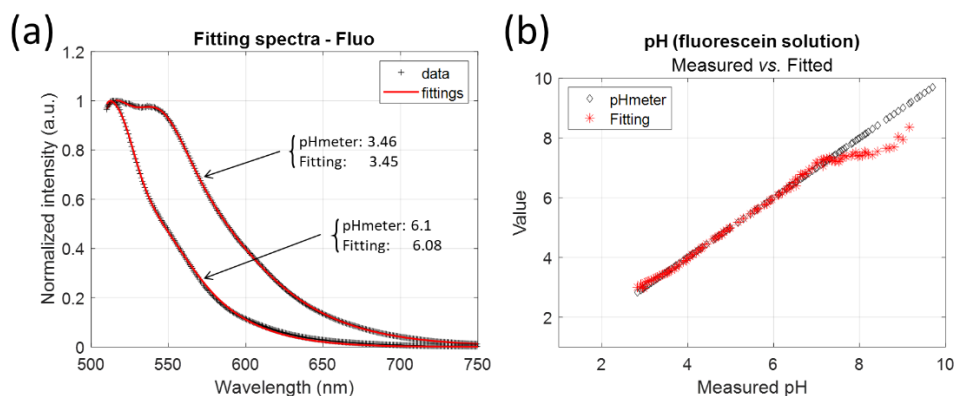 (a)
Fitting spectra - Fluo
1.2
1
0.8
0.6
0.4
0.2
0
Normalized intensity (a.u.)
data
fittings
pHmeter: 3.46
Fitting: 3.45
pHmeter: 6.1
Fitting: 6.08
500 550 600 650 700 750
Wavelength (nm)
(b)
pH (fluorescein solution)
Measured vs. Fitted
10
8
6
4
2
Value
pHmeter
Fitting
2 4 6 8 10
Measured pH